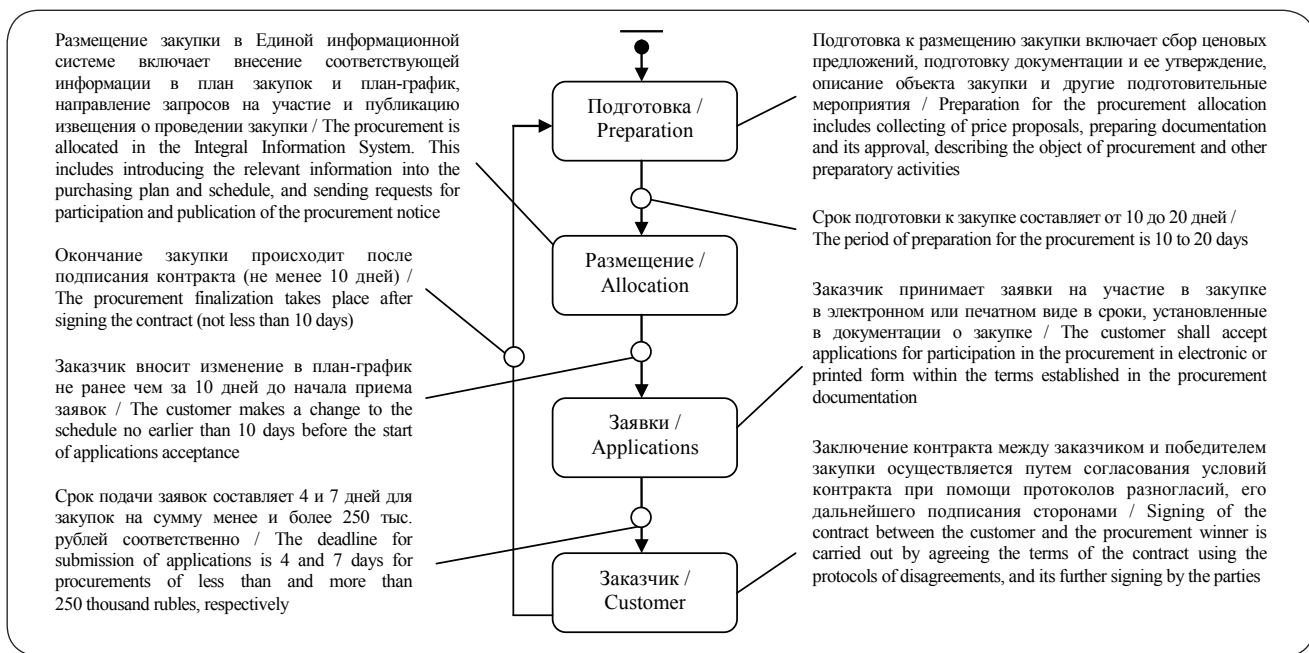 Размещение закупки в Единой информационной
системе включает внесение соответствующей
информации в план закупок и план-график,
направление запросов на участие и публикацию
извещения о проведении закупки / The procurement is
allocated in the Integral Information System. This
includes introducing the relevant information into the
purchasing plan and schedule, and sending requests for
participation and publication of the procurement notice
Окончание закупки происходит после
подписания контракта (не менее 10 дней) /
The procurement finalization takes place after
signing the contract (not less than 10 days)
Заказчик вносит изменение в план-график
не ранее чем за 10 дней до начала приема
заявок / The customer makes a change to the
schedule no earlier than 10 days before the start
of applications acceptance
Срок подачи заявок составляет 4 и 7 дней для
закупок на сумму менее и более 250 тыс.
рублей соответственно / The deadline for
submission of applications is 4 and 7 days for
procurements of less than and more than
250 thousand rubles, respectively
Подготовка /
Preparation
Размещение /
Allocation
Заявки /
Applications
Заказчик /
Customer
Подготовка к размещению закупки включает сбор ценовых
предложений, подготовку документации и ее утверждение,
описание объекта закупки и другие подготовительные
мероприятия / Preparation for the procurement allocation
includes collecting of price proposals, preparing documentation
and its approval, describing the object of procurement and other
preparatory activities
Срок подготовки к закупке составляет от 10 до 20 дней /
The period of preparation for the procurement is 10 to 20 days
Заказчик принимает заявки на участие в закупке
в электронном или печатном виде в сроки, установленные
в документации о закупке / The customer shall accept
applications for participation in the procurement in electronic or
printed form within the terms established in the procurement
documentation
Заключение контракта между заказчиком и победителем
закупки осуществляется путем согласования условий
контракта при помощи протоколов разногласий, его
дальнейшего подписания сторонами / Signing of the
contract between the customer and the procurement winner is
carried out by agreeing the terms of the contract using the
protocols of disagreements, and its further signing by the parties